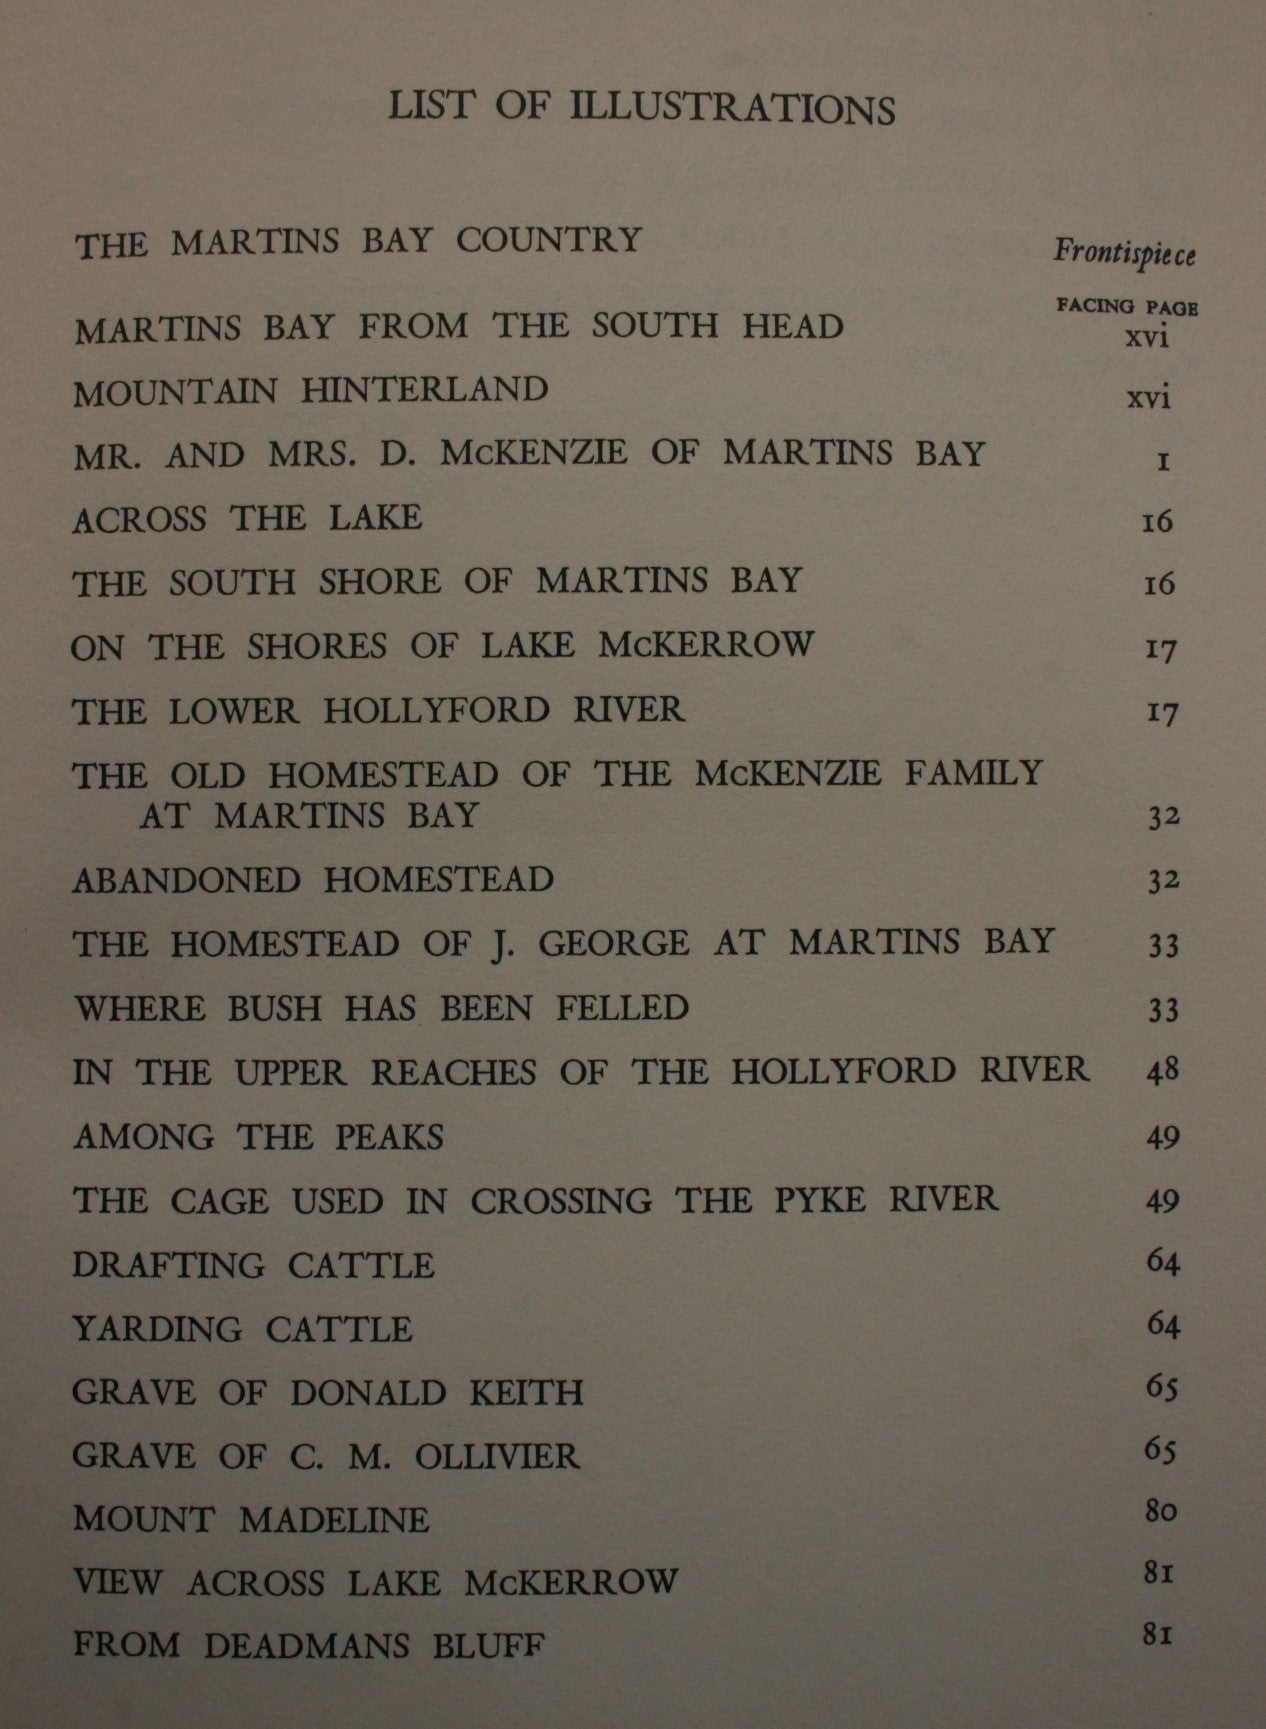 LIST OF ILLUSTRATIONS
THE MARTINS BAY COUNTRY Frontispiece
FACING PAGE
MARTINS BAY FROM THE SOUTH HEAD xvi
MOUNTAIN HINTERLAND xvi
MR. AND MRS. D. McKENZIE OF MARTINS BAY 1
ACROSS THE LAKE 16
THE SOUTH SHORE OF MARTINS BAY 16
ON THE SHORES OF LAKE McKERROW 17
THE LOWER HOLLYFORD RIVER 17
THE OLD HOMESTEAD OF THE McKENZIE FAMILY
AT MARTINS BAY 32
ABANDONED HOMESTEAD 32
THE HOMESTEAD OF J. GEORGE AT MARTINS BAY 33
WHERE BUSH HAS BEEN FELLED 33
IN THE UPPER REACHES OF THE HOLLYFORD RIVER 48
AMONG THE PEAKS 49
THE CAGE USED IN CROSSING THE PYKE RIVER 49
DRAFTING CATTLE 64
YARDING CATTLE 64
GRAVE OF DONALD KEITH 65
GRAVE OF C. M. OLLIVIER 65
MOUNT MADELINE 80
VIEW ACROSS LAKE McKERROW 81
FROM DEADMANS BLUFF 81